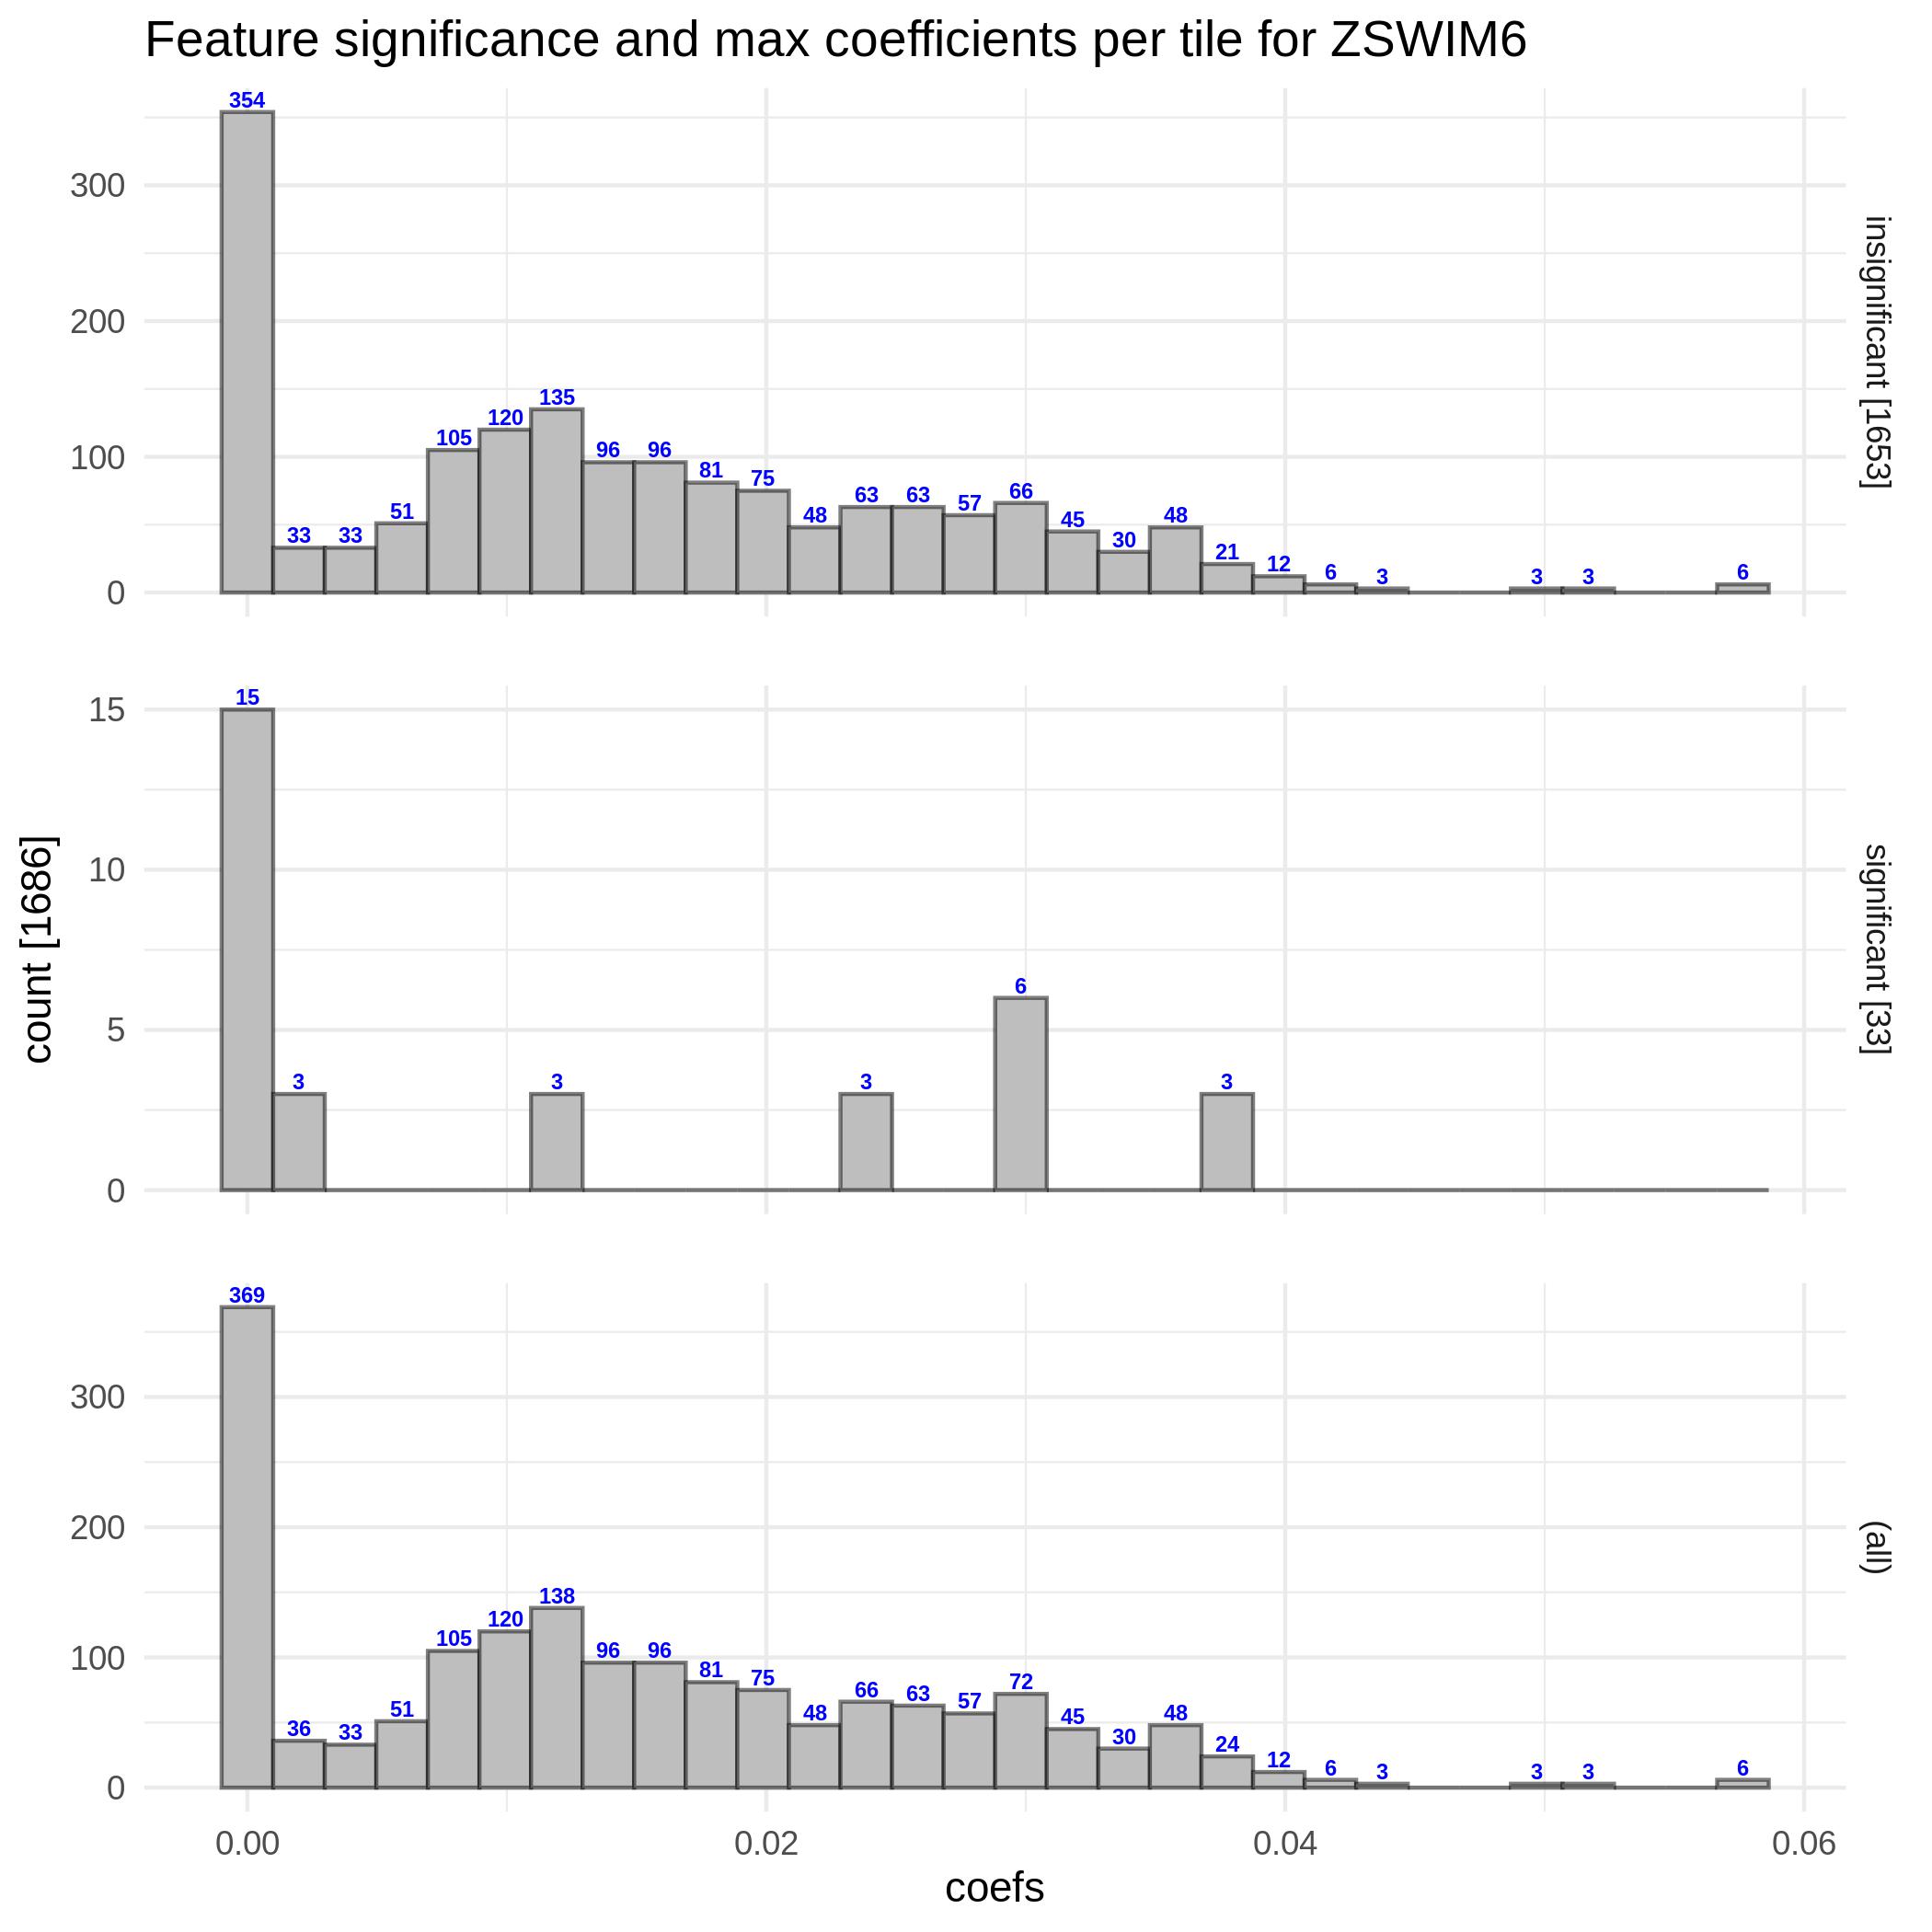 Feature significance and max coefficients per tile for ZSWIM6
354
300
200
100
0
33 33 51 105 120 135 96 96 81 75 48 63 63 57 66 45 30 48 21 12 6 3 3 3 6
insignificant [1653]
15
15
10
5
0
3 3 3 6 3
significant [33]
count [1686]
369
300
200
100
0
36 33 51 105 120 138 96 96 81 75 48 66 63 57 72 45 30 48 24 12 6 3 3 3 6
(all)
0.00 0.02 0.04 0.06
coefs